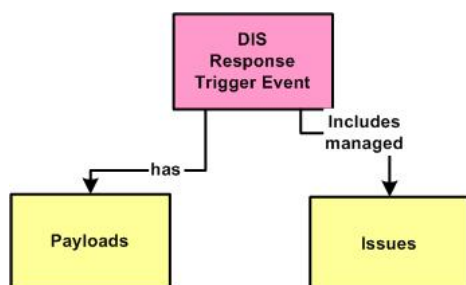 DIS
Response
Trigger Event
Includes
managed
has
Payloads
Issues